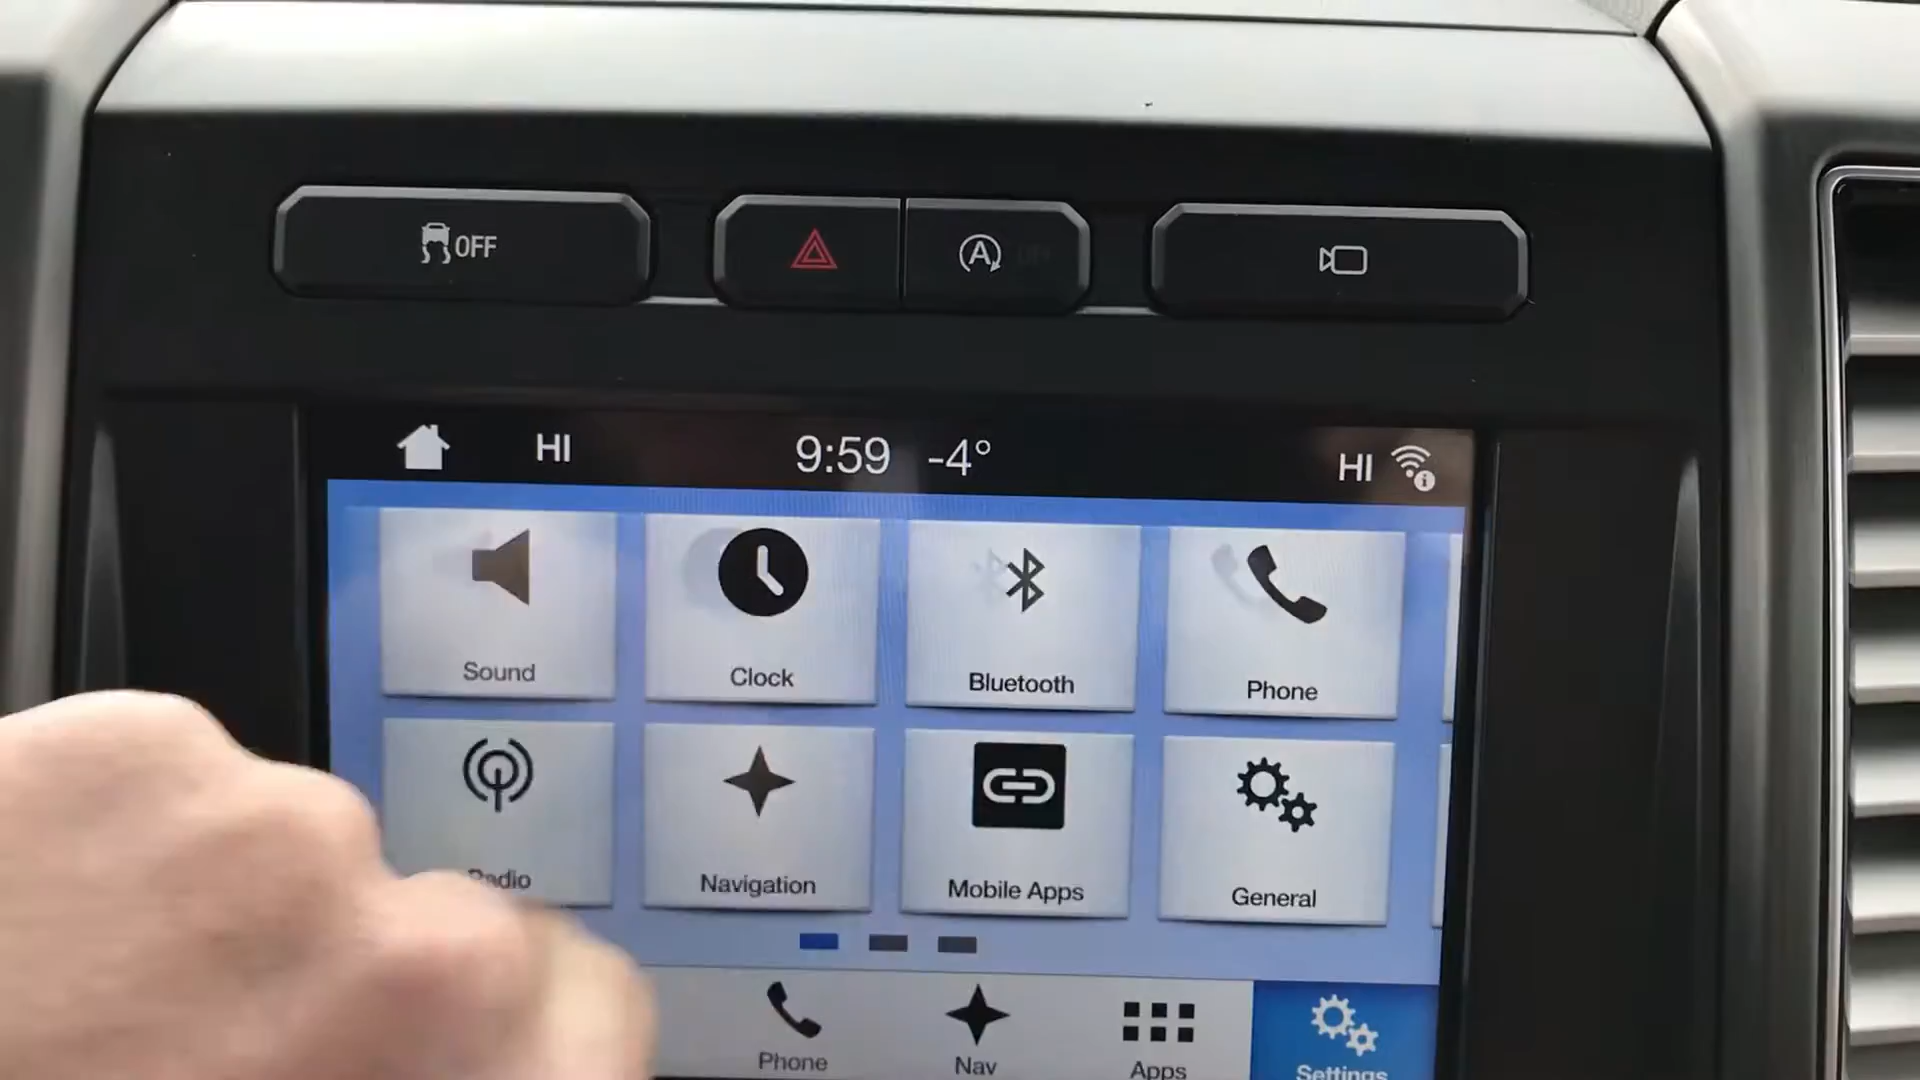 OFF
A
HI 9:59 -4° HI
Sound Clock Bluetooth Phone
Radio Navigation Mobile Apps General
Phone Nav Apps Settings